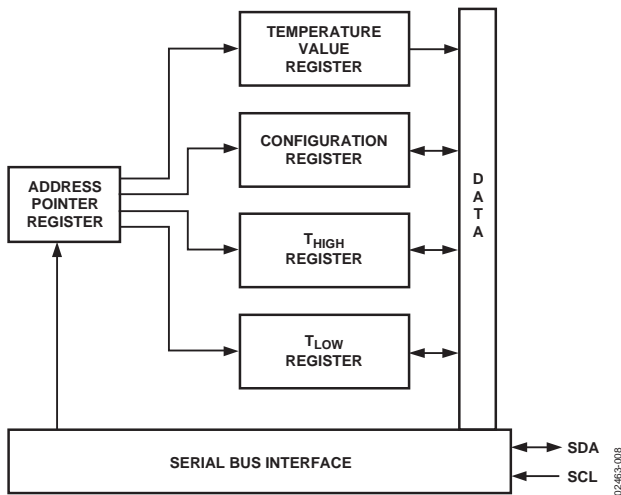 TEMPERATURE
VALUE
REGISTER
CONFIGURATION
REGISTER
ADDRESS
POINTER
REGISTER
D
A
T
A
THIGH
REGISTER
TLOW
REGISTER
SERIAL BUS INTERFACE
SDA
SCL
02463-008